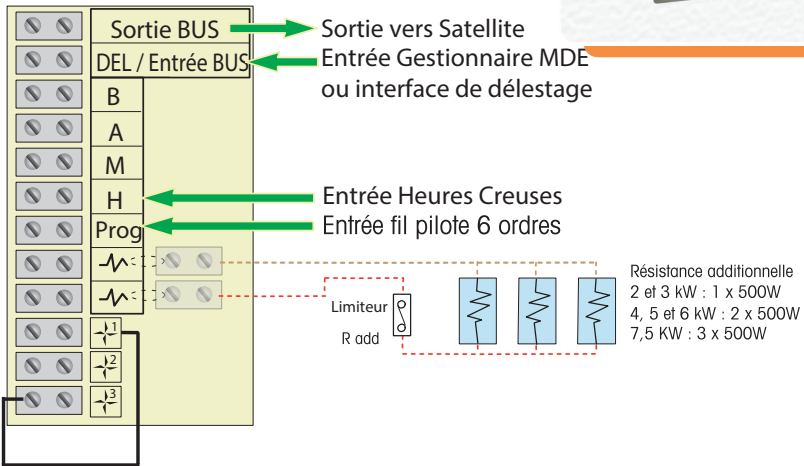 Sortie BUS
Sortie vers Satellite
DEL / Entrée BUS
Entrée Gestionnaire MDE
ou interface de délestage
B
A
M
H
Entrée Heures Creuses
Prog
Entrée fil pilote 6 ordres
Limiteur
R add
Résistance additionnelle
2 et 3 kW : 1 x 500W
4, 5 et 6 kW : 2 x 500W
7,5 KW : 3 x 500W
1
2
3